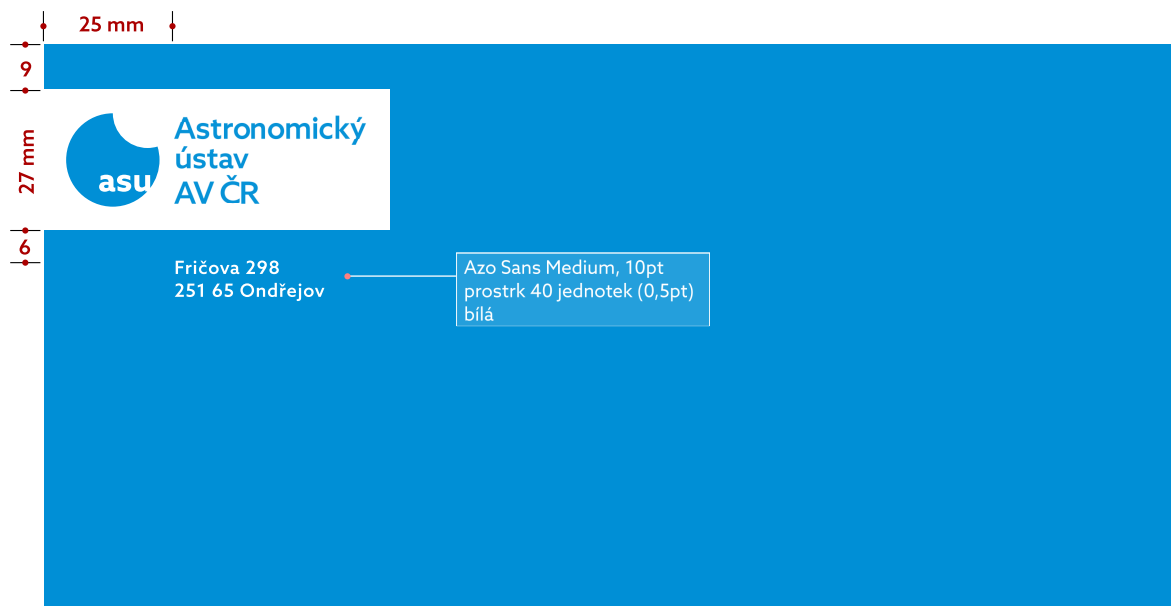 25 mm
9
27 mm
6
asu
Astronomický
ústav
AV ČR
Fričova 298
251 65 Ondřejov
Azo Sans Medium, 10pt
prostrk 40 jednotek (0,5pt)
bílá